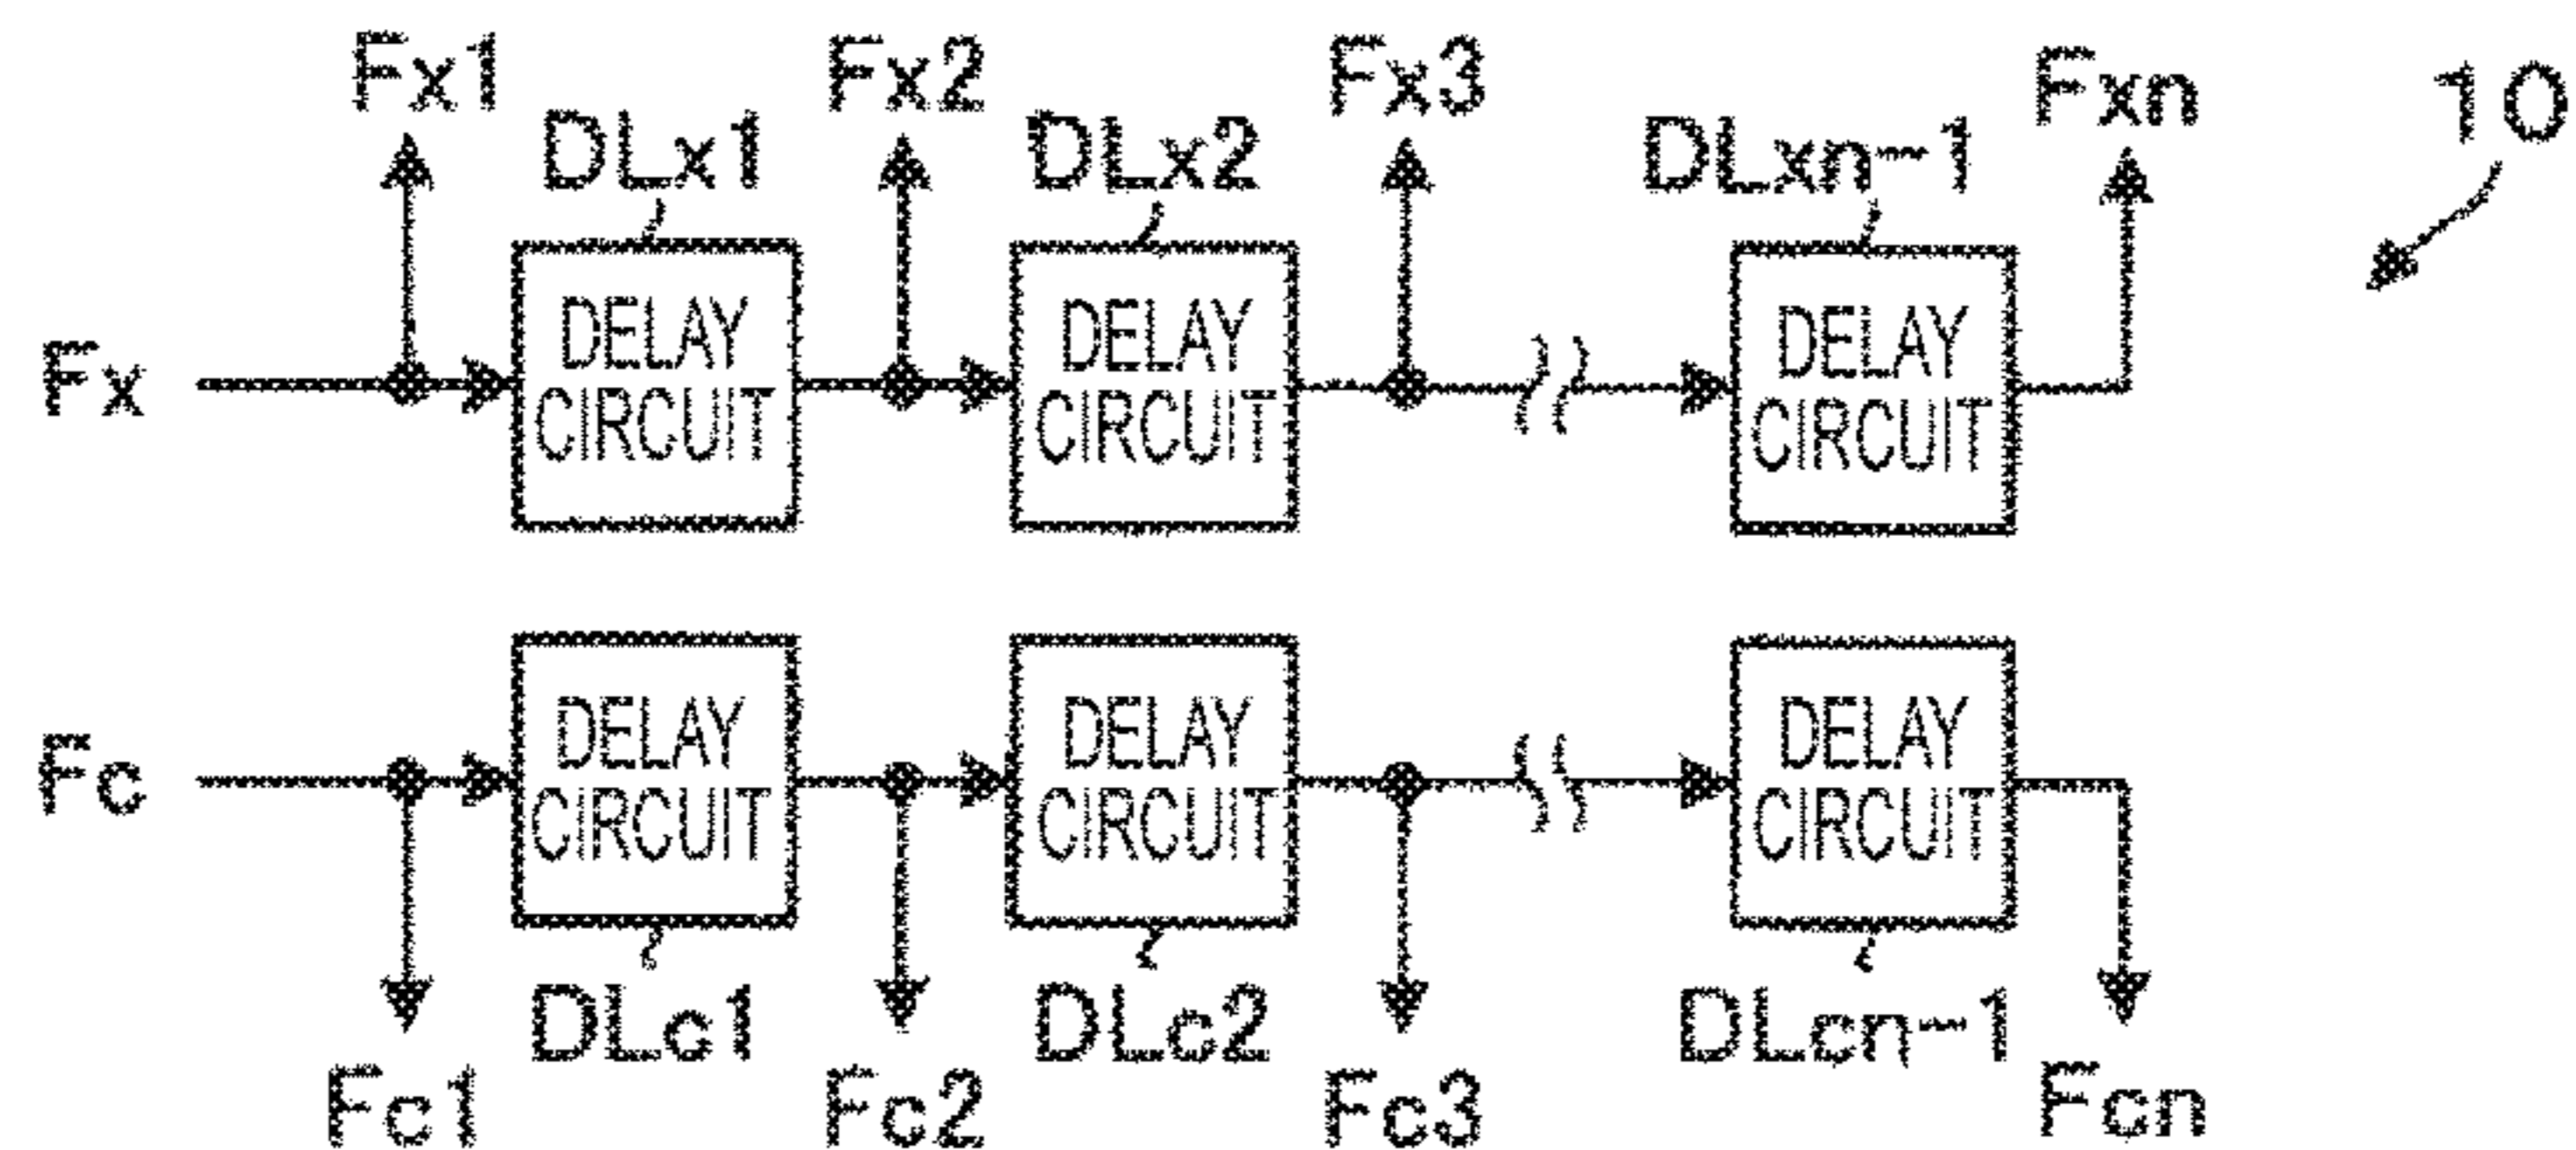 Fx1
Fx2
Fx3
Fxn
10
DLx1
DLx2
DLxn-1
Fx
DELAY
CIRCUIT
DELAY
CIRCUIT
DELAY
CIRCUIT
Fc
DELAY
CIRCUIT
DELAY
CIRCUIT
DELAY
CIRCUIT
DLc1
DLc2
DLcn-1
Fc1
Fc2
Fc3
Fcn